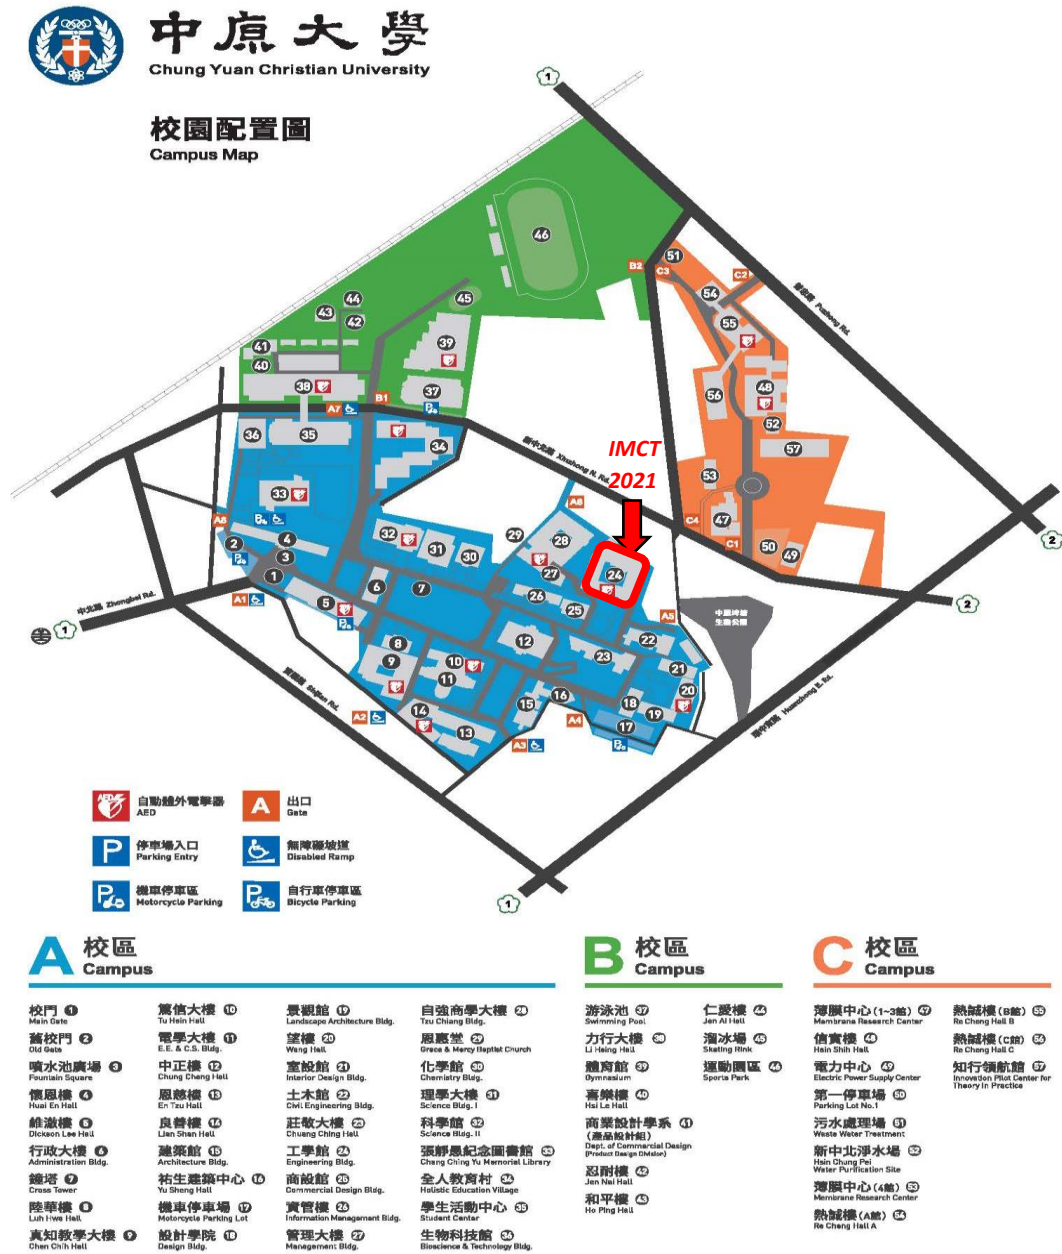 中原大學
Chung Yuan Christian University
校園配置圖
Campus Map
IMCT
2021
新中北路 Xinzhong N. Rd.
中北路 Zhongbei Rd.
實踐路 Shijian Rd.
環中東路 Huanzhong E. Rd.
普忠路 Puzhong Rd.
中原埤塘
生態公園
自動體外電擊器
AED
A 出口
Gate
P 停車場入口
Parking Entry
無障礙坡道
Disabled Ramp
機車停車區
Motorcycle Parking
自行車停車區
Bicycle Parking
A 校區
Campus
校門 1
Main Gate
舊校門 2
Old Gate
噴水池廣場 3
Fountain Square
懷恩樓 4
Huai En Hall
維澈樓 5
Dickson Lee Hall
行政大樓 6
Administration Bldg.
鐘塔 7
Cross Tower
陸華樓 8
Luh Hwa Hall
真知教學大樓 9
Chen Chih Hall
篤信大樓 10
Tu Hsin Hall
電學大樓 11
E.E. & C.S. Bldg.
中正樓 12
Chung Cheng Hall
恩慈樓 13
En Tzu Hall
良善樓 14
Lian Shan Hall
建築館 15
Architecture Bldg.
祐生建築中心 16
Yu Sheng Hall
機車停車場 17
Motorcycle Parking Lot
設計學院 18
Design Bldg.
景觀館 19
Landscape Architecture Bldg.
望樓 20
Wang Hall
室設館 21
Interior Design Bldg.
土木館 22
Civil Engineering Bldg.
莊敬大樓 23
Chuang Ching Hall
工學館 24
Engineering Bldg.
商設館 25
Commercial Design Bldg.
資管樓 26
Information Management Bldg.
管理大樓 27
Management Bldg.
自強商學大樓 28
Tzu Chiang Bldg.
恩惠堂 29
Grace & Mercy Baptist Church
化學館 30
Chemistry Bldg.
理學大樓 31
Science Bldg. I
科學館 32
Science Bldg. II
張靜愚紀念圖書館 33
Chang Ching Yu Memorial Library
全人教育村 34
Holistic Education Village
學生活動中心 35
Student Center
生物科技館 36
Bioscience & Technology Bldg.
B 校區
Campus
游泳池 37
Swimming Pool
力行大樓 38
Li Hsing Hall
體育館 39
Gymnasium
喜樂樓 40
Hsi Le Hall
商業設計學系 41
(產品設計組)
Dept. of Commercial Design
(Product Design Division)
忍耐樓 42
Jen Nai Hall
和平樓 43
Ho Ping Hall
仁愛樓 44
Jen Ai Hall
溜冰場 45
Skating Rink
運動園區 46
Sports Park
C 校區
Campus
薄膜中心(1~3館) 47
Membrane Research Center
信實樓 48
Hsin Shih Hall
電力中心 49
Electric Power Supply Center
第一停車場 50
Parking Lot No.1
污水處理場 51
Waste Water Treatment
新中北淨水場 52
Hsin Chung Pei
Water Purification Site
薄膜中心(4館) 53
Membrane Research Center
熱誠樓(A館) 54
Re Cheng Hall A
熱誠樓(B館) 55
Re Cheng Hall B
熱誠樓(C館) 56
Re Cheng Hall C
知行領航館 57
Innovation Pilot Center for
Theory in Practice